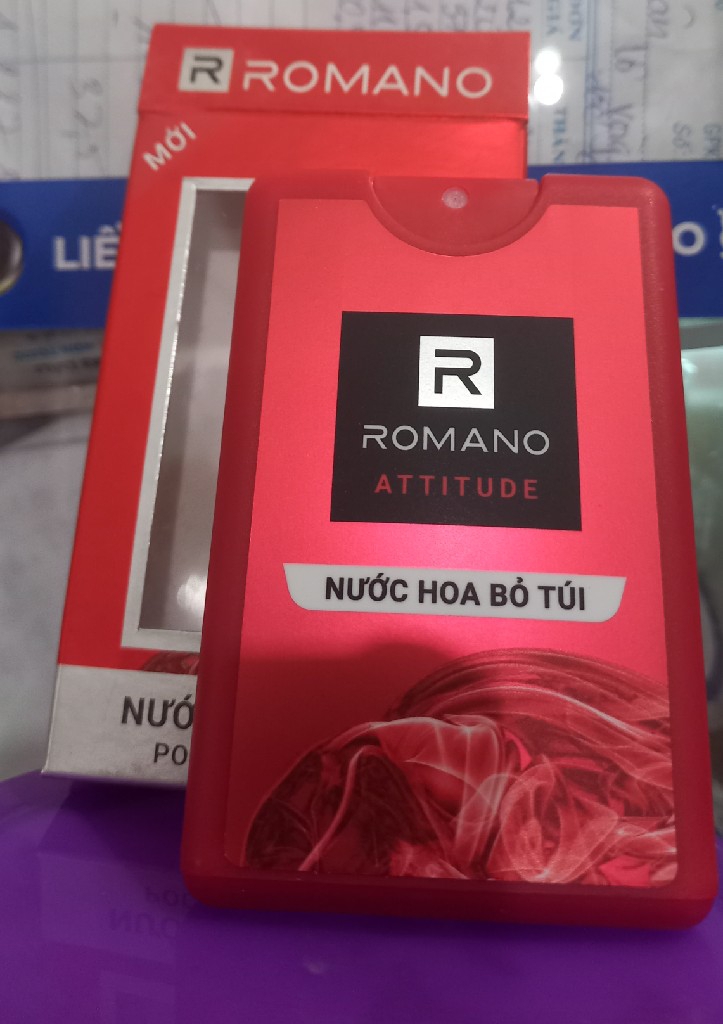 R ROMANO
MỚI
LIỀ
R
ROMANO
ATTITUDE
NƯỚC HOA BỎ TÚI
NƯỚ
PO